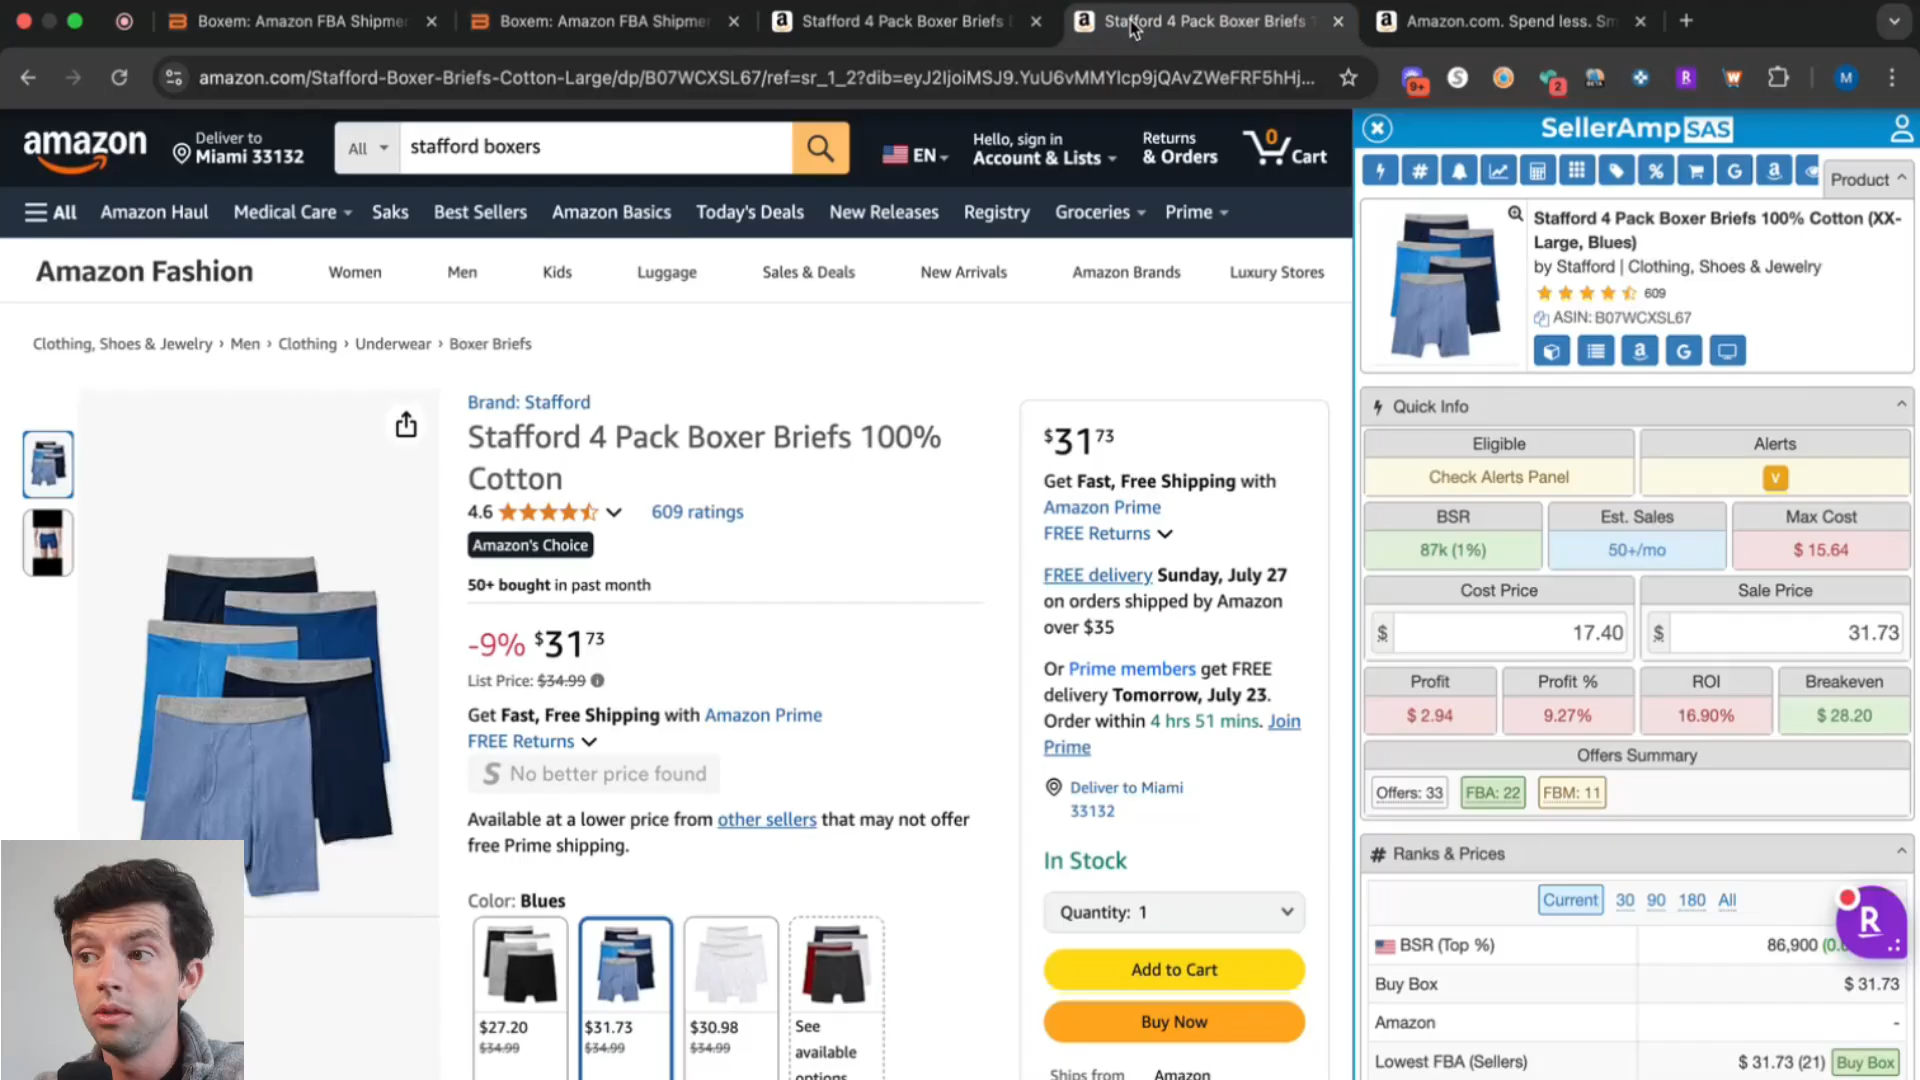 Boxem: Amazon FBA Shipmer
Boxem: Amazon FBA Shipmer
Stafford 4 Pack Boxer Briefs
Stafford 4 Pack Boxer Briefs
Amazon.com. Spend less. Sm
amazon.com/Stafford-Boxer-Briefs-Cotton-Large/dp/B07WCXSL67/ref=sr_1_2?dib=eyJ2IjoiMSJ9.YuU6vMMYlcp9jQAvZWeFRF5hHj...
9+
2
M
amazon
Deliver to
Miami 33132
All
stafford boxers
EN
Hello, sign in
Account & Lists
Returns
& Orders
0
Cart
All
Amazon Haul
Medical Care
Saks
Best Sellers
Amazon Basics
Today's Deals
New Releases
Registry
Groceries
Prime
Amazon Fashion
Women
Men
Kids
Luggage
Sales & Deals
New Arrivals
Amazon Brands
Luxury Stores
Clothing, Shoes & Jewelry › Men › Clothing › Underwear › Boxer Briefs
Brand: Stafford
Stafford 4 Pack Boxer Briefs 100%
Cotton
4.6
609 ratings
Amazon's Choice
50+ bought in past month
-9% $31 73
List Price: $34.99
Get Fast, Free Shipping with Amazon Prime
FREE Returns
S No better price found
Available at a lower price from other sellers that may not offer
free Prime shipping.
Color: Blues
$27.20
$34.99
$31.73
$34.99
$30.98
$34.99
See
available
options
$31 73
Get Fast, Free Shipping with
Amazon Prime
FREE Returns
FREE delivery Sunday, July 27
on orders shipped by Amazon
over $35
Or Prime members get FREE
delivery Tomorrow, July 23.
Order within 4 hrs 51 mins. Join
Prime
Deliver to Miami
33132
In Stock
Quantity: 1
Add to Cart
Buy Now
Ships from
Amazon
SellerAmp SAS
Product
Stafford 4 Pack Boxer Briefs 100% Cotton (XX-
Large, Blues)
by Stafford | Clothing, Shoes & Jewelry
609
ASIN: B07WCXSL67
Quick Info
Eligible
Alerts
Check Alerts Panel
V
BSR
Est. Sales
Max Cost
87k (1%)
50+/mo
$ 15.64
Cost Price
Sale Price
$ 17.40
$ 31.73
Profit
Profit %
ROI
Breakeven
$ 2.94
9.27%
16.90%
$ 28.20
Offers Summary
Offers: 33
FBA: 22
FBM: 11
# Ranks & Prices
Current 30 90 180 All
BSR (Top %)
86,900
Buy Box
$ 31.73
Amazon
-
Lowest FBA (Sellers)
$ 31.73 (21)
Buy Box
R